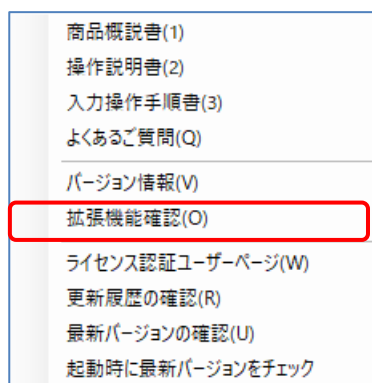 商品概説書(1)
操作説明書(2)
入力操作手順書(3)
よくあるご質問(Q)
バージョン情報(V)
拡張機能確認(O)
ライセンス認証ユーザーページ(W)
更新履歴の確認(R)
最新バージョンの確認(U)
起動時に最新バージョンをチェック